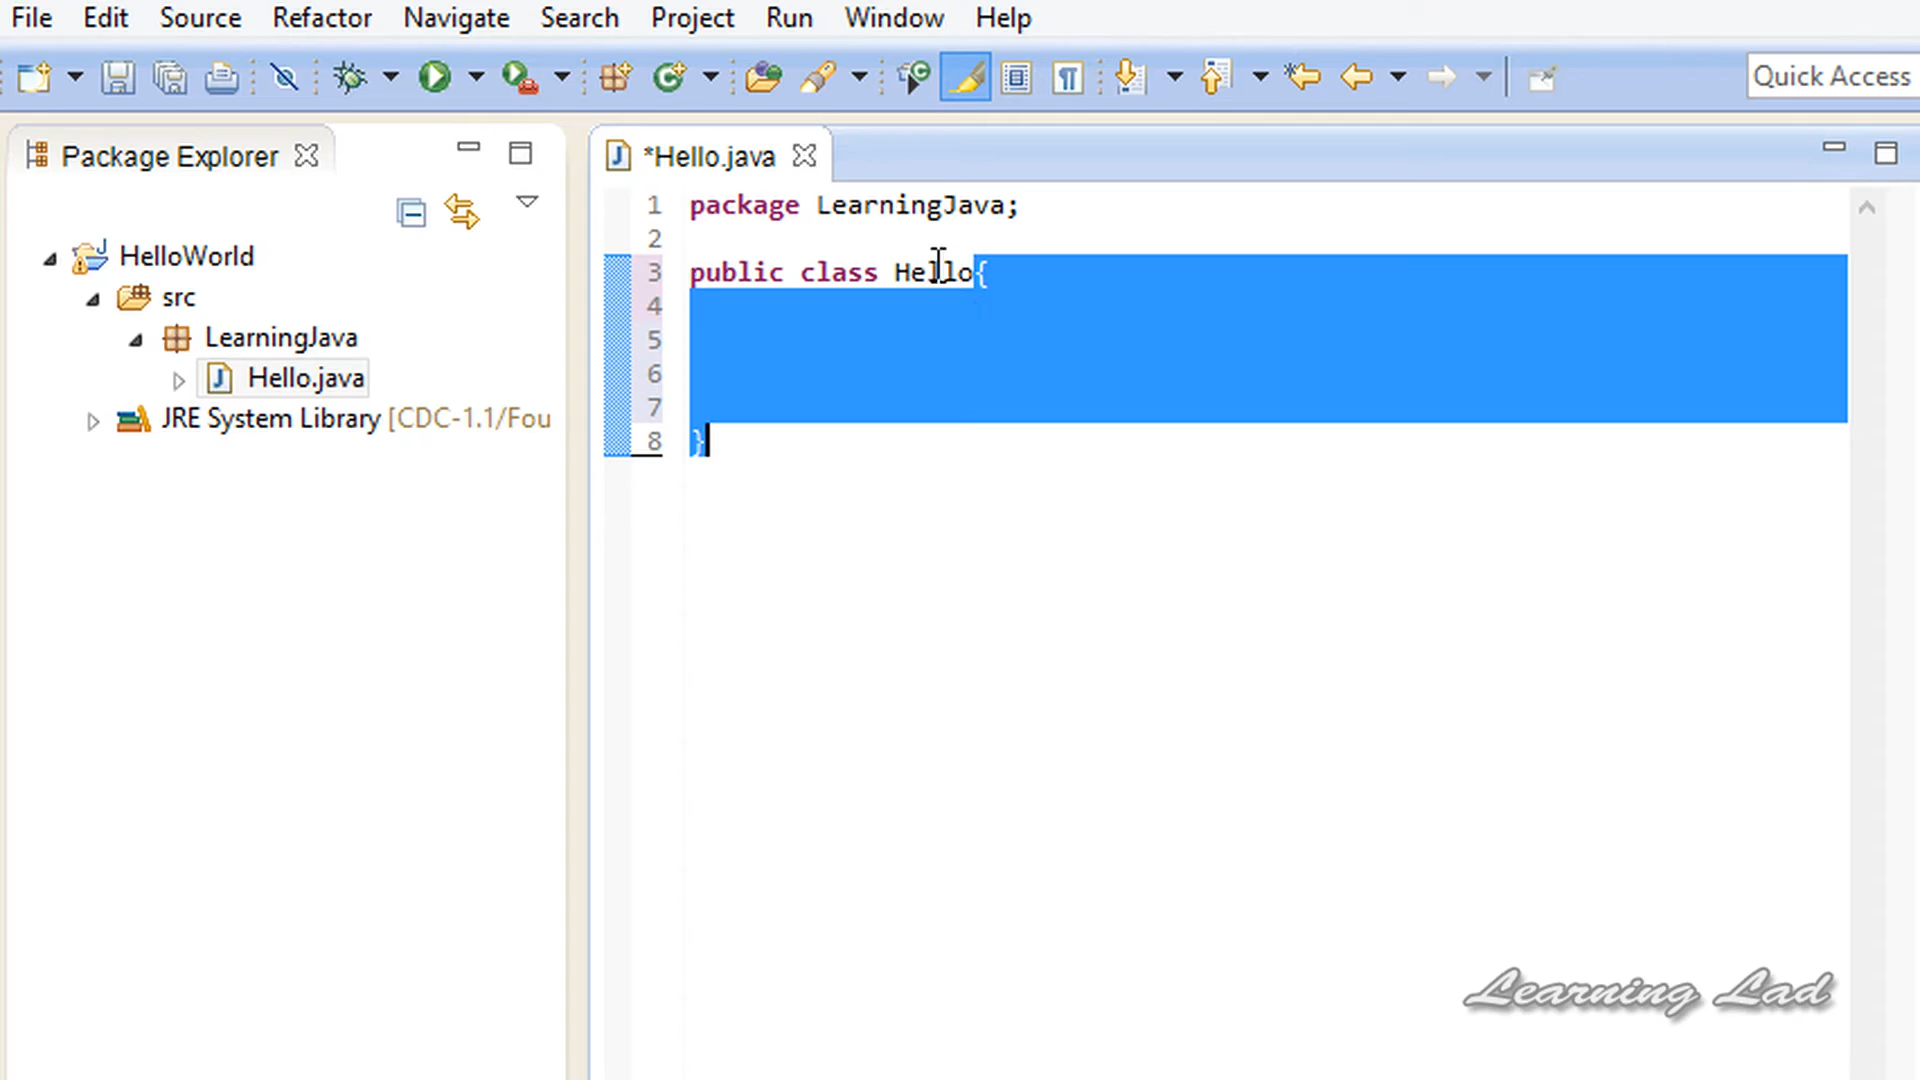 File Edit Source Refactor Navigate Search Project Run Window Help
Quick Access
Package Explorer
*Hello.java
HelloWorld
src
LearningJava
Hello.java
JRE System Library [CDC-1.1/Fou
1 package LearningJava;
2
3 public class Hello{
4
5
6
7
8 }
Learning Lad